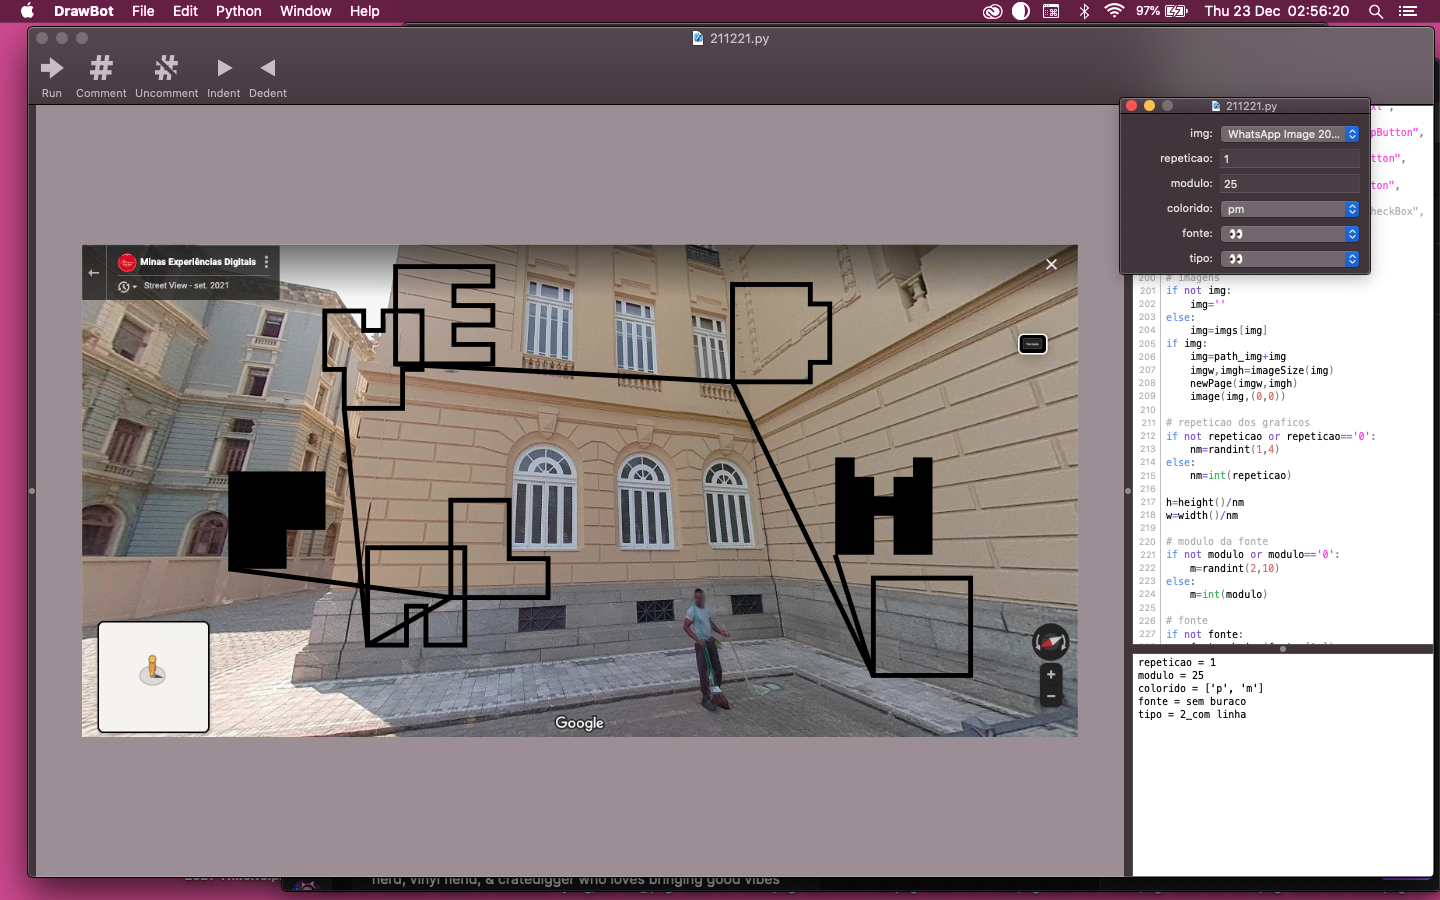 DrawBot File Edit Python Window Help
97% Thu 23 Dec 02:56:20
211221.py
Run Comment Uncomment Indent Dedent
211221.py
img: WhatsApp Image 20...
repeticao: 1
modulo: 25
colorido: pm
fonte: 👀
tipo: 👀
pButton",
tton",
ton",
heckBox",
Minas Experiências Digitais
Street View - set. 2021
E
H
Google
200 # imagens
201 if not img:
202 img=''
203 else:
204 img=imgs[img]
205 if img:
206 img=path_img+img
207 imgw,imgh=imageSize(img)
208 newPage(imgw,imgh)
209 image(img,(0,0))
210
211 # repeticao dos graficos
212 if not repeticao or repeticao=='0':
213 nm=randint(1,4)
214 else:
215 nm=int(repeticao)
216
217 h=height()/nm
218 w=width()/nm
219
220 # modulo da fonte
221 if not modulo or modulo=='0':
222 m=randint(2,10)
223 else:
224 m=int(modulo)
225
226 # fonte
227 if not fonte:
repeticao = 1
modulo = 25
colorido = ['p', 'm']
fonte = sem buraco
tipo = 2_com linha
nerd, vinyl fiend, & cratedigger who loves bringing good vibes